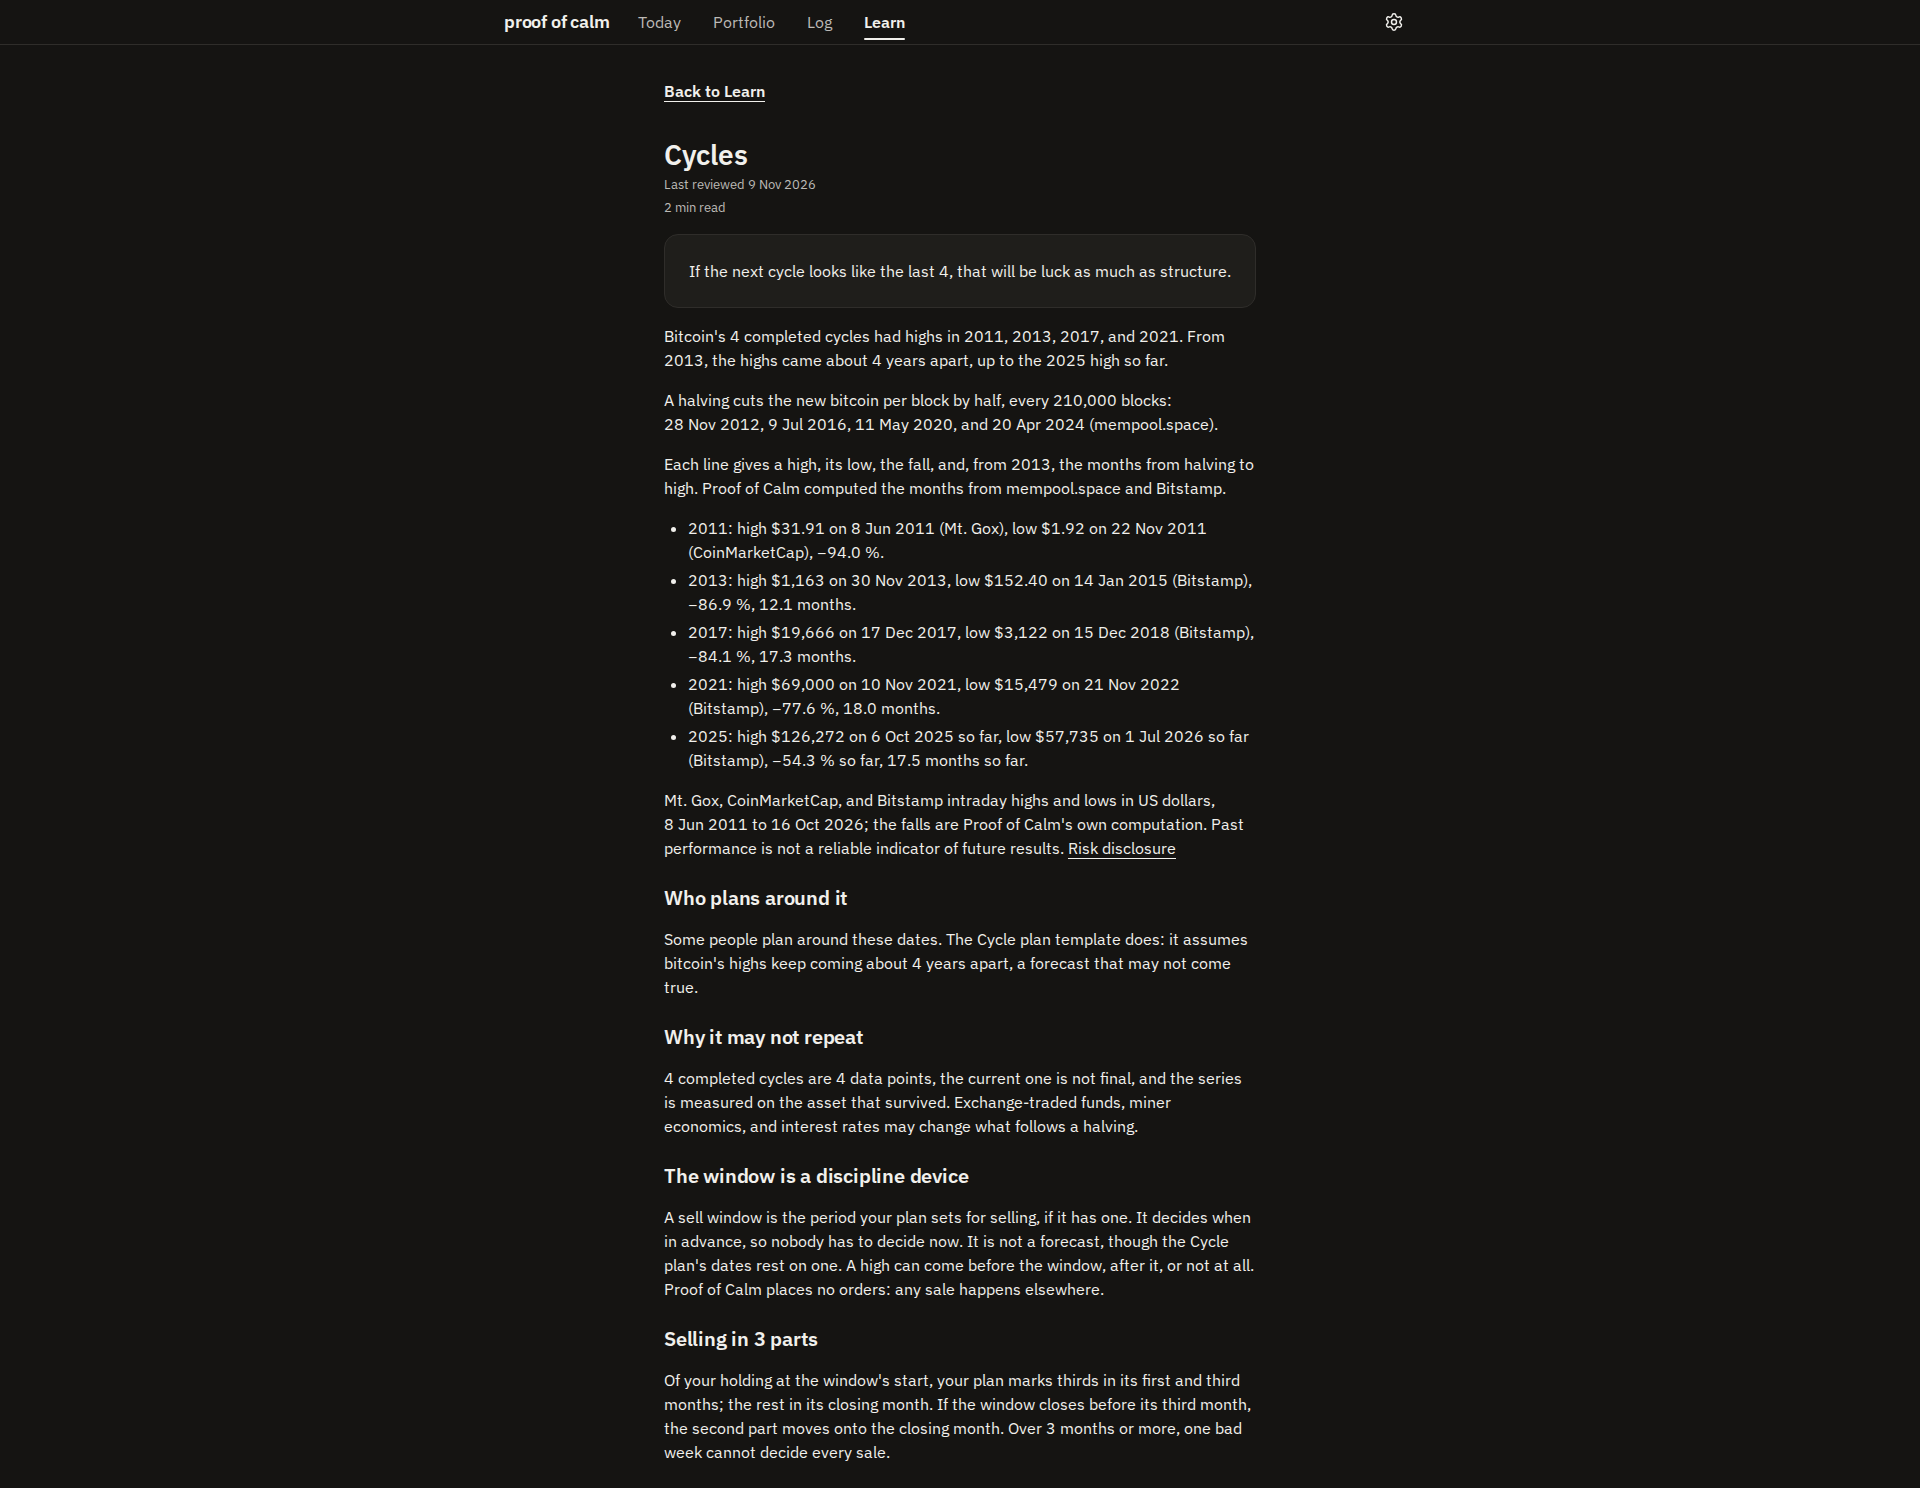 proof of calm Today Portfolio Log Learn
Back to Learn
Cycles
Last reviewed 9 Nov 2026
2 min read
If the next cycle looks like the last 4, that will be luck as much as structure.
Bitcoin's 4 completed cycles had highs in 2011, 2013, 2017, and 2021. From
2013, the highs came about 4 years apart, up to the 2025 high so far.
A halving cuts the new bitcoin per block by half, every 210,000 blocks:
28 Nov 2012, 9 Jul 2016, 11 May 2020, and 20 Apr 2024 (mempool.space).
Each line gives a high, its low, the fall, and, from 2013, the months from halving to
high. Proof of Calm computed the months from mempool.space and Bitstamp.
• 2011: high $31.91 on 8 Jun 2011 (Mt. Gox), low $1.92 on 22 Nov 2011
(CoinMarketCap), −94.0 %.
• 2013: high $1,163 on 30 Nov 2013, low $152.40 on 14 Jan 2015 (Bitstamp),
−86.9 %, 12.1 months.
• 2017: high $19,666 on 17 Dec 2017, low $3,122 on 15 Dec 2018 (Bitstamp),
−84.1 %, 17.3 months.
• 2021: high $69,000 on 10 Nov 2021, low $15,479 on 21 Nov 2022
(Bitstamp), −77.6 %, 18.0 months.
• 2025: high $126,272 on 6 Oct 2025 so far, low $57,735 on 1 Jul 2026 so far
(Bitstamp), −54.3 % so far, 17.5 months so far.
Mt. Gox, CoinMarketCap, and Bitstamp intraday highs and lows in US dollars,
8 Jun 2011 to 16 Oct 2026; the falls are Proof of Calm's own computation. Past
performance is not a reliable indicator of future results. Risk disclosure
Who plans around it
Some people plan around these dates. The Cycle plan template does: it assumes
bitcoin's highs keep coming about 4 years apart, a forecast that may not come
true.
Why it may not repeat
4 completed cycles are 4 data points, the current one is not final, and the series
is measured on the asset that survived. Exchange-traded funds, miner
economics, and interest rates may change what follows a halving.
The window is a discipline device
A sell window is the period your plan sets for selling, if it has one. It decides when
in advance, so nobody has to decide now. It is not a forecast, though the Cycle
plan's dates rest on one. A high can come before the window, after it, or not at all.
Proof of Calm places no orders: any sale happens elsewhere.
Selling in 3 parts
Of your holding at the window's start, your plan marks thirds in its first and third
months; the rest in its closing month. If the window closes before its third month,
the second part moves onto the closing month. Over 3 months or more, one bad
week cannot decide every sale.